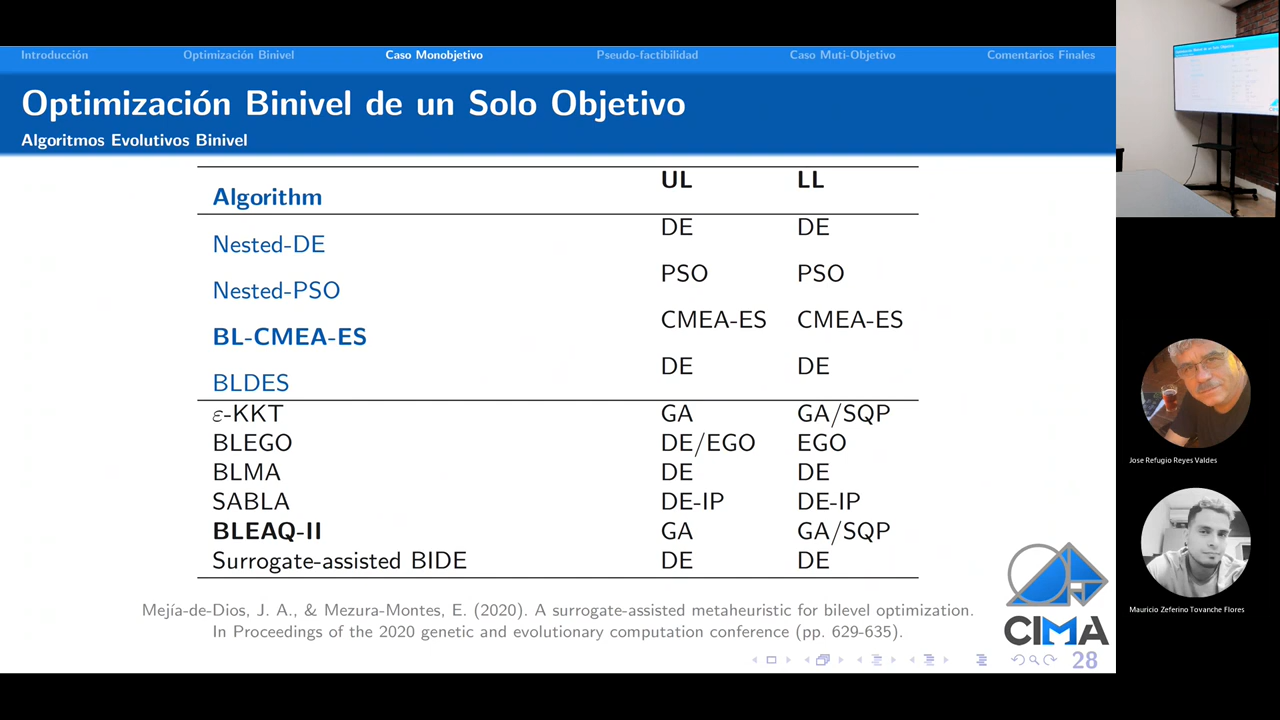 Introducción Optimización Binivel Caso Monobjetivo Pseudo-factibilidad Caso Muti-Objetivo Comentarios Finales
Optimización Binivel de un Solo Objetivo
Algoritmos Evolutivos Binivel
Algorithm UL LL
Nested-DE DE DE
Nested-PSO PSO PSO
BL-CMEA-ES CMEA-ES CMEA-ES
BLDES DE DE
ε-KKT GA GA/SQP
BLEGO DE/EGO EGO
BLMA DE DE
SABLA DE-IP DE-IP
BLEAQ-II GA GA/SQP
Surrogate-assisted BIDE DE DE
Mejía-de-Dios, J. A., & Mezura-Montes, E. (2020). A surrogate-assisted metaheuristic for bilevel optimization.
In Proceedings of the 2020 genetic and evolutionary computation conference (pp. 629-635).
CIMA
28
Jose Refugio Reyes Valdes
Mauricio Zeferino Tovanche Flores